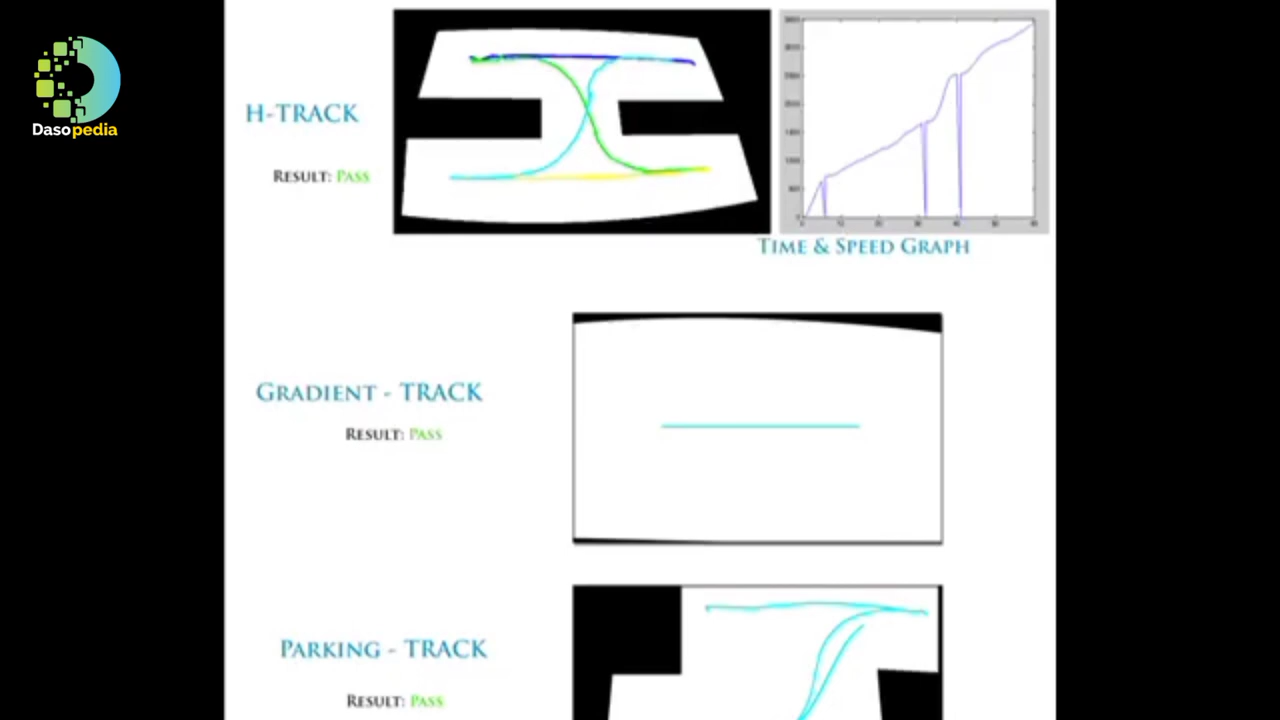 Dasopedia
H-TRACK
RESULT: PASS
TIME & SPEED GRAPH
GRADIENT - TRACK
RESULT: PASS
PARKING - TRACK
RESULT: PASS